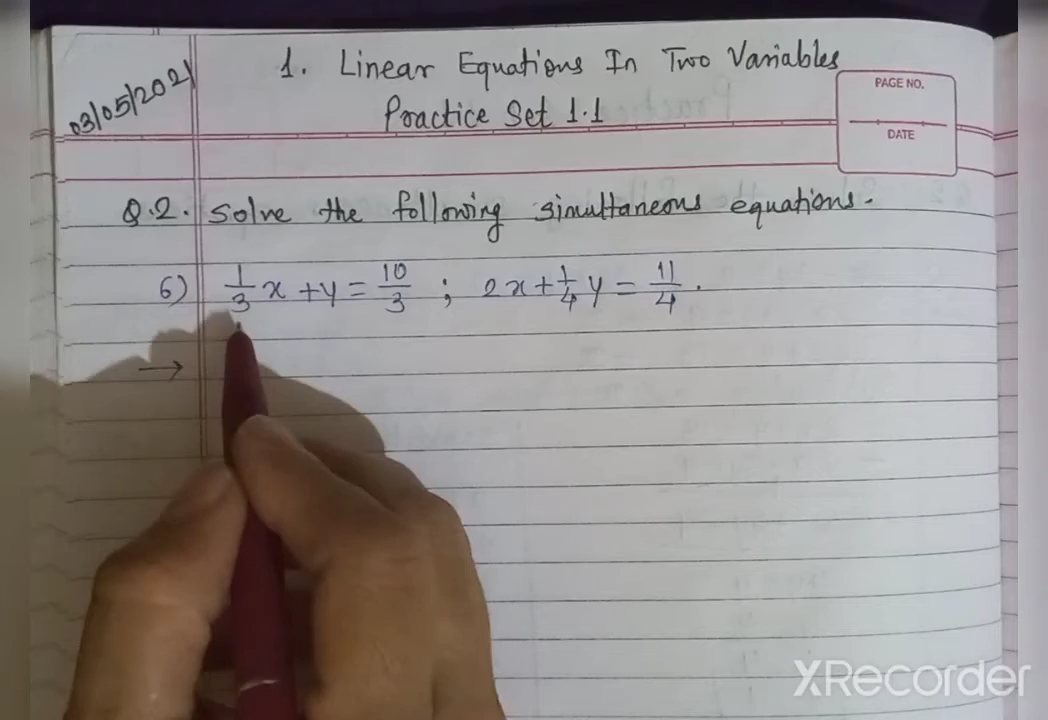 03/05/2021
1. Linear Equations In Two Variables
Practice Set 1.1
PAGE NO.
DATE
Q.2. Solve the following simultaneous equations.
6) 1/3 x + y = 10/3 ; 2x + 1/4 y = 11/4 .
→
XRecorder